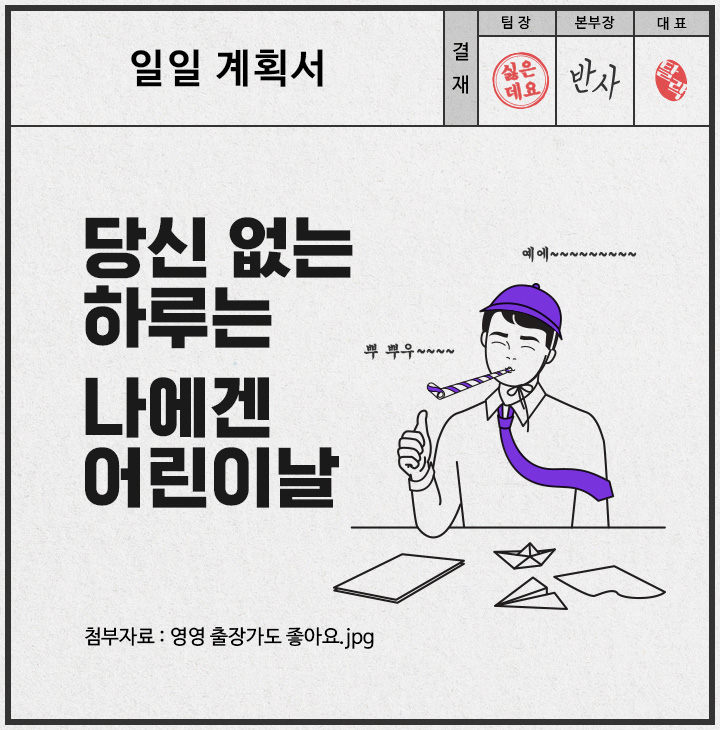 일일 계획서
결재
팀 장
본부장
대 표
싫은데요
반사
당신 없는
하루는
나에겐
어린이날
예에~~~~~~~~~
뿌 뿌우~~~~
첨부자료 : 영영 출장가도 좋아요.jpg